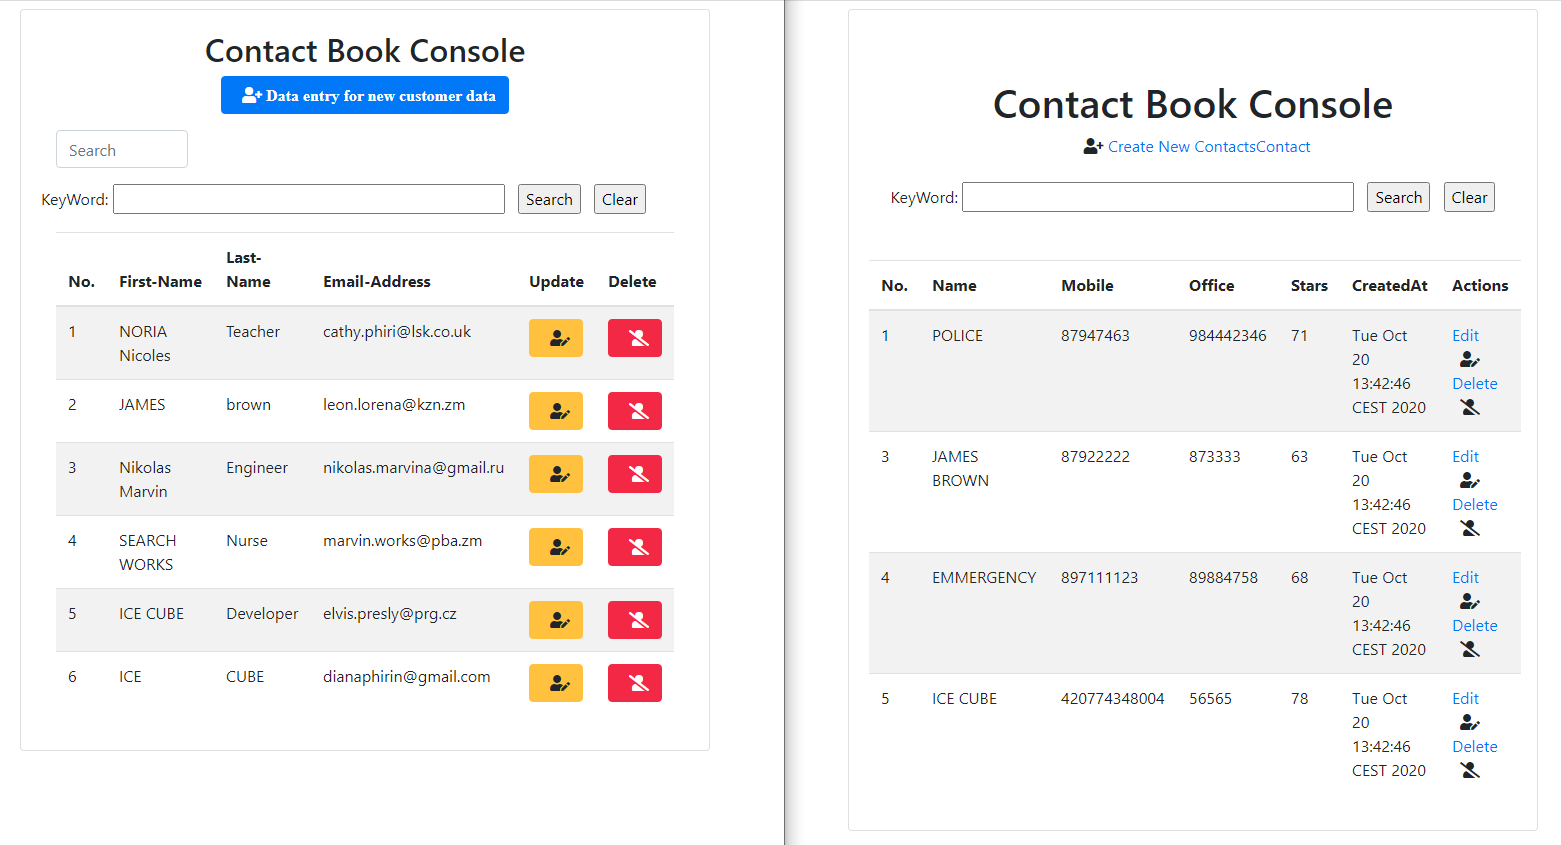 Contact Book Console
Data entry for new customer data
Search
KeyWord: Search Clear
No. First-Name Last-Name Email-Address Update Delete
1 NORIA Nicoles Teacher cathy.phiri@lsk.co.uk
2 JAMES brown leon.lorena@kzn.zm
3 Nikolas Marvin Engineer nikolas.marvina@gmail.ru
4 SEARCH WORKS Nurse marvin.works@pba.zm
5 ICE CUBE Developer elvis.presly@prg.cz
6 ICE CUBE dianaphirin@gmail.com
Contact Book Console
Create New ContactsContact
KeyWord: Search Clear
No. Name Mobile Office Stars CreatedAt Actions
1 POLICE 87947463 984442346 71 Tue Oct 20 13:42:46 CEST 2020 Edit Delete
3 JAMES BROWN 87922222 873333 63 Tue Oct 20 13:42:46 CEST 2020 Edit Delete
4 EMMERGENCY 897111123 89884758 68 Tue Oct 20 13:42:46 CEST 2020 Edit Delete
5 ICE CUBE 420774348004 56565 78 Tue Oct 20 13:42:46 CEST 2020 Edit Delete